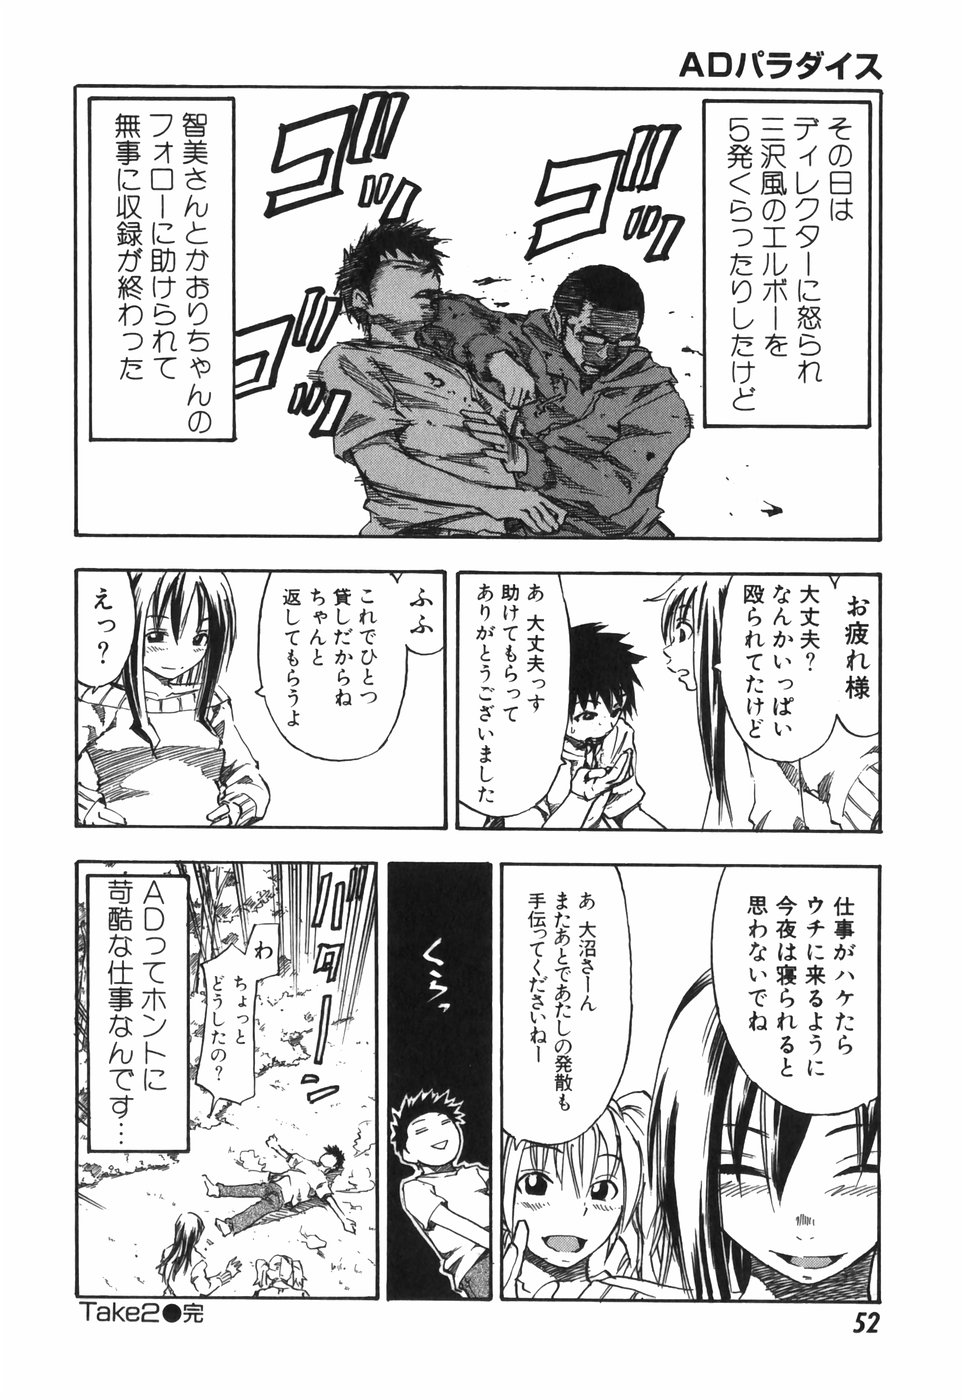 ADパラダイス
その日は
ディレクターに怒られ
三沢風のエルボーを
5発くらったりしたけど
ゴッ
ゴッ
ゴッ
智美さんとかおりちゃんの
フォローに助けられて
無事に収録が終わった
お疲れ様
大丈夫?
なんかいっぱい
殴られてたけど
あ 大丈夫っす
助けてもらって
ありがとうございました
ふふ
これでひとつ
貸しだからね
ちゃんと
返してもらうよ
えっ?
仕事がハケたら
ウチに来るように
今夜は寝られると
思わないでね
あ 大沼さーん
またあとであたしの発散も
手伝ってくださいねー
くらっ
バターーン
わ
ちょっと
どうしたの?
ADってホントに
苛酷な仕事なんです…
Take2●完
52